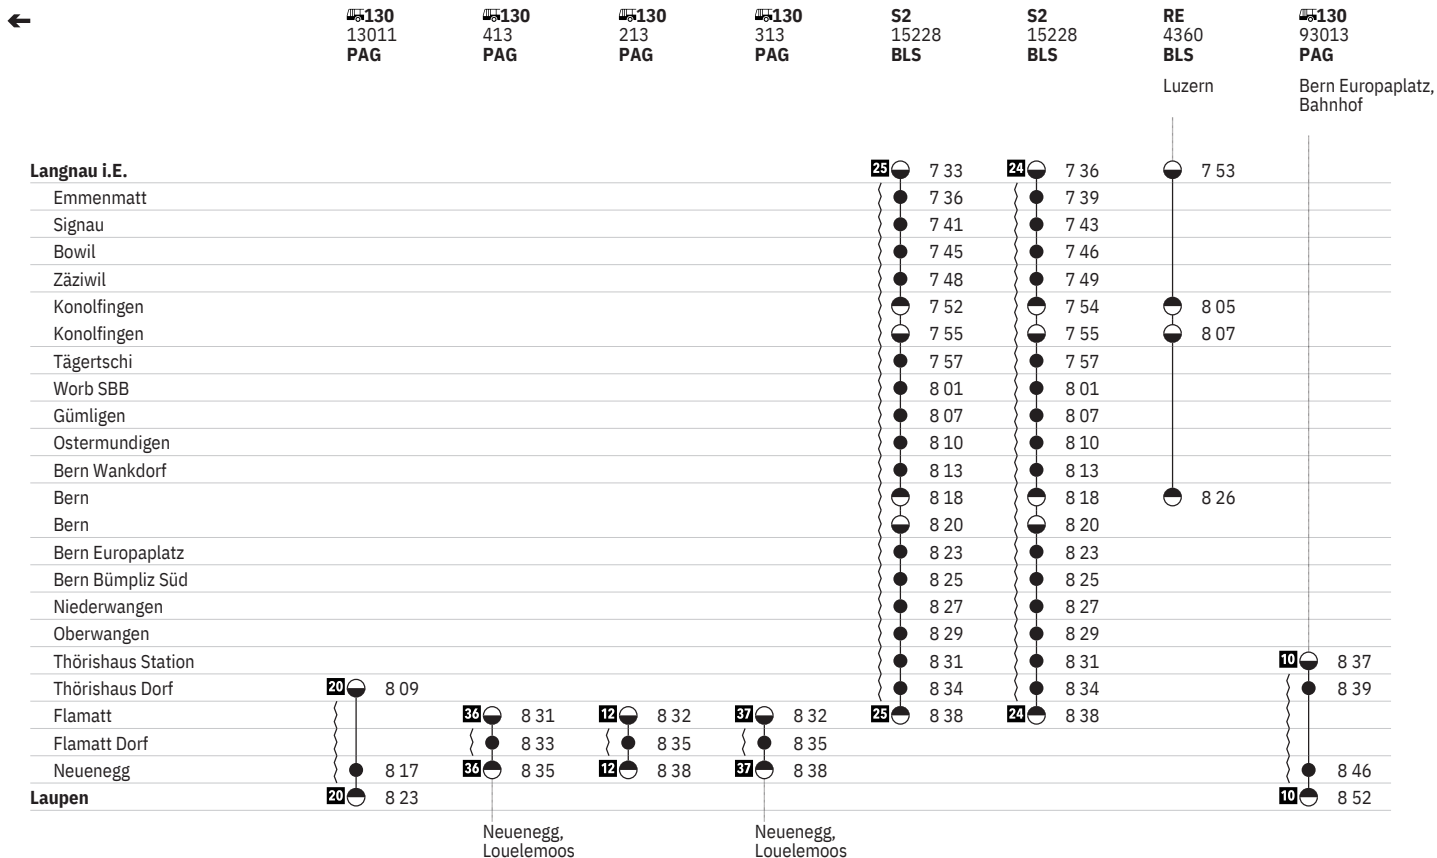 130 130 130 130 S2 S2 RE 130
13011 413 213 313 15228 15228 4360 93013
PAG PAG PAG PAG BLS BLS BLS PAG
Luzern Bern Europaplatz,
Bahnhof
Langnau i.E. 25 7 33 24 7 36 7 53
Emmenmatt 7 36 7 39
Signau 7 41 7 43
Bowil 7 45 7 46
Zäziwil 7 48 7 49
Konolfingen 7 52 7 54 8 05
Konolfingen 7 55 7 55 8 07
Tägertschi 7 57 7 57
Worb SBB 8 01 8 01
Gümligen 8 07 8 07
Ostermundigen 8 10 8 10
Bern Wankdorf 8 13 8 13
Bern 8 18 8 18 8 26
Bern 8 20 8 20
Bern Europaplatz 8 23 8 23
Bern Bümpliz Süd 8 25 8 25
Niederwangen 8 27 8 27
Oberwangen 8 29 8 29
Thörishaus Station 8 31 8 31 10 8 37
Thörishaus Dorf 20 8 09 8 34 8 34 8 39
Flamatt 36 8 31 12 8 32 37 8 32 25 8 38 24 8 38
Flamatt Dorf 8 33 8 35 8 35
Neuenegg 8 17 36 8 35 12 8 38 37 8 38 8 46
Laupen 20 8 23 10 8 52
Neuenegg, Neuenegg,
Louelemoos Louelemoos